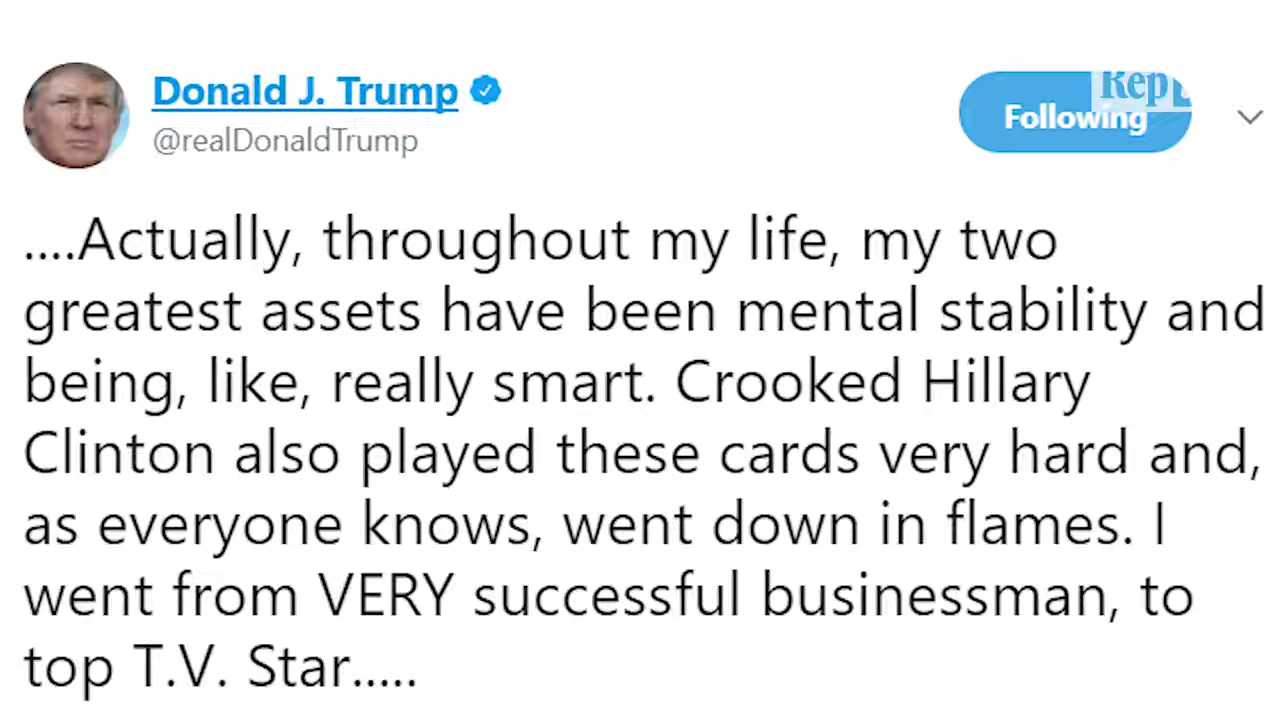 Donald J. Trump
@realDonaldTrump
Following
Rep
....Actually, throughout my life, my two
greatest assets have been mental stability and
being, like, really smart. Crooked Hillary
Clinton also played these cards very hard and,
as everyone knows, went down in flames. I
went from VERY successful businessman, to
top T.V. Star.....